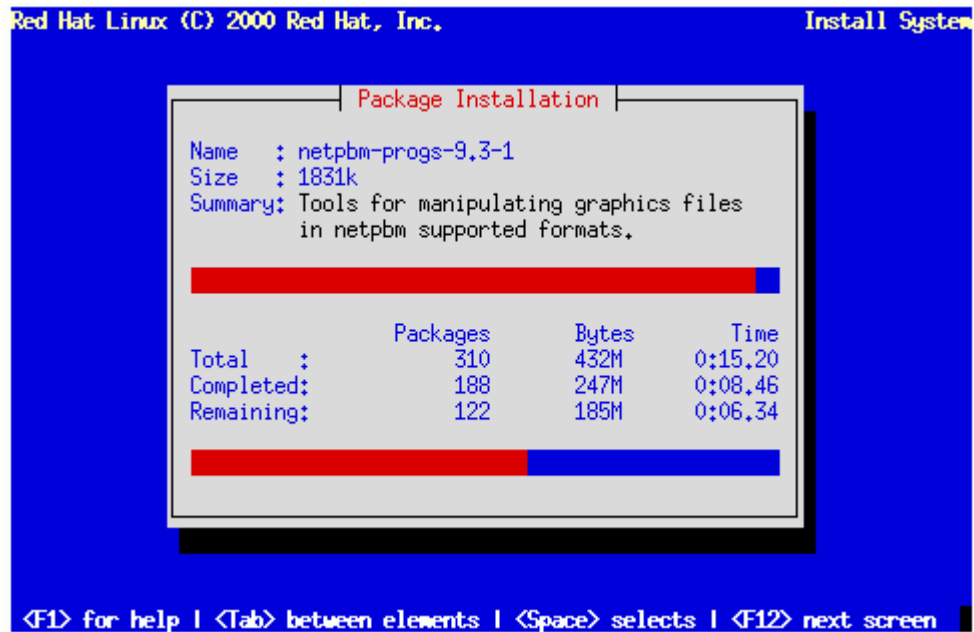 Red Hat Linux (C) 2000 Red Hat, Inc. Install System
Package Installation
Name : netpbm-progs-9.3-1
Size : 1831k
Summary: Tools for manipulating graphics files
in netpbm supported formats.
Packages Bytes Time
Total : 310 432M 0:15.20
Completed: 188 247M 0:08.46
Remaining: 122 185M 0:06.34
<F1> for help | <Tab> between elements | <Space> selects | <F12> next screen